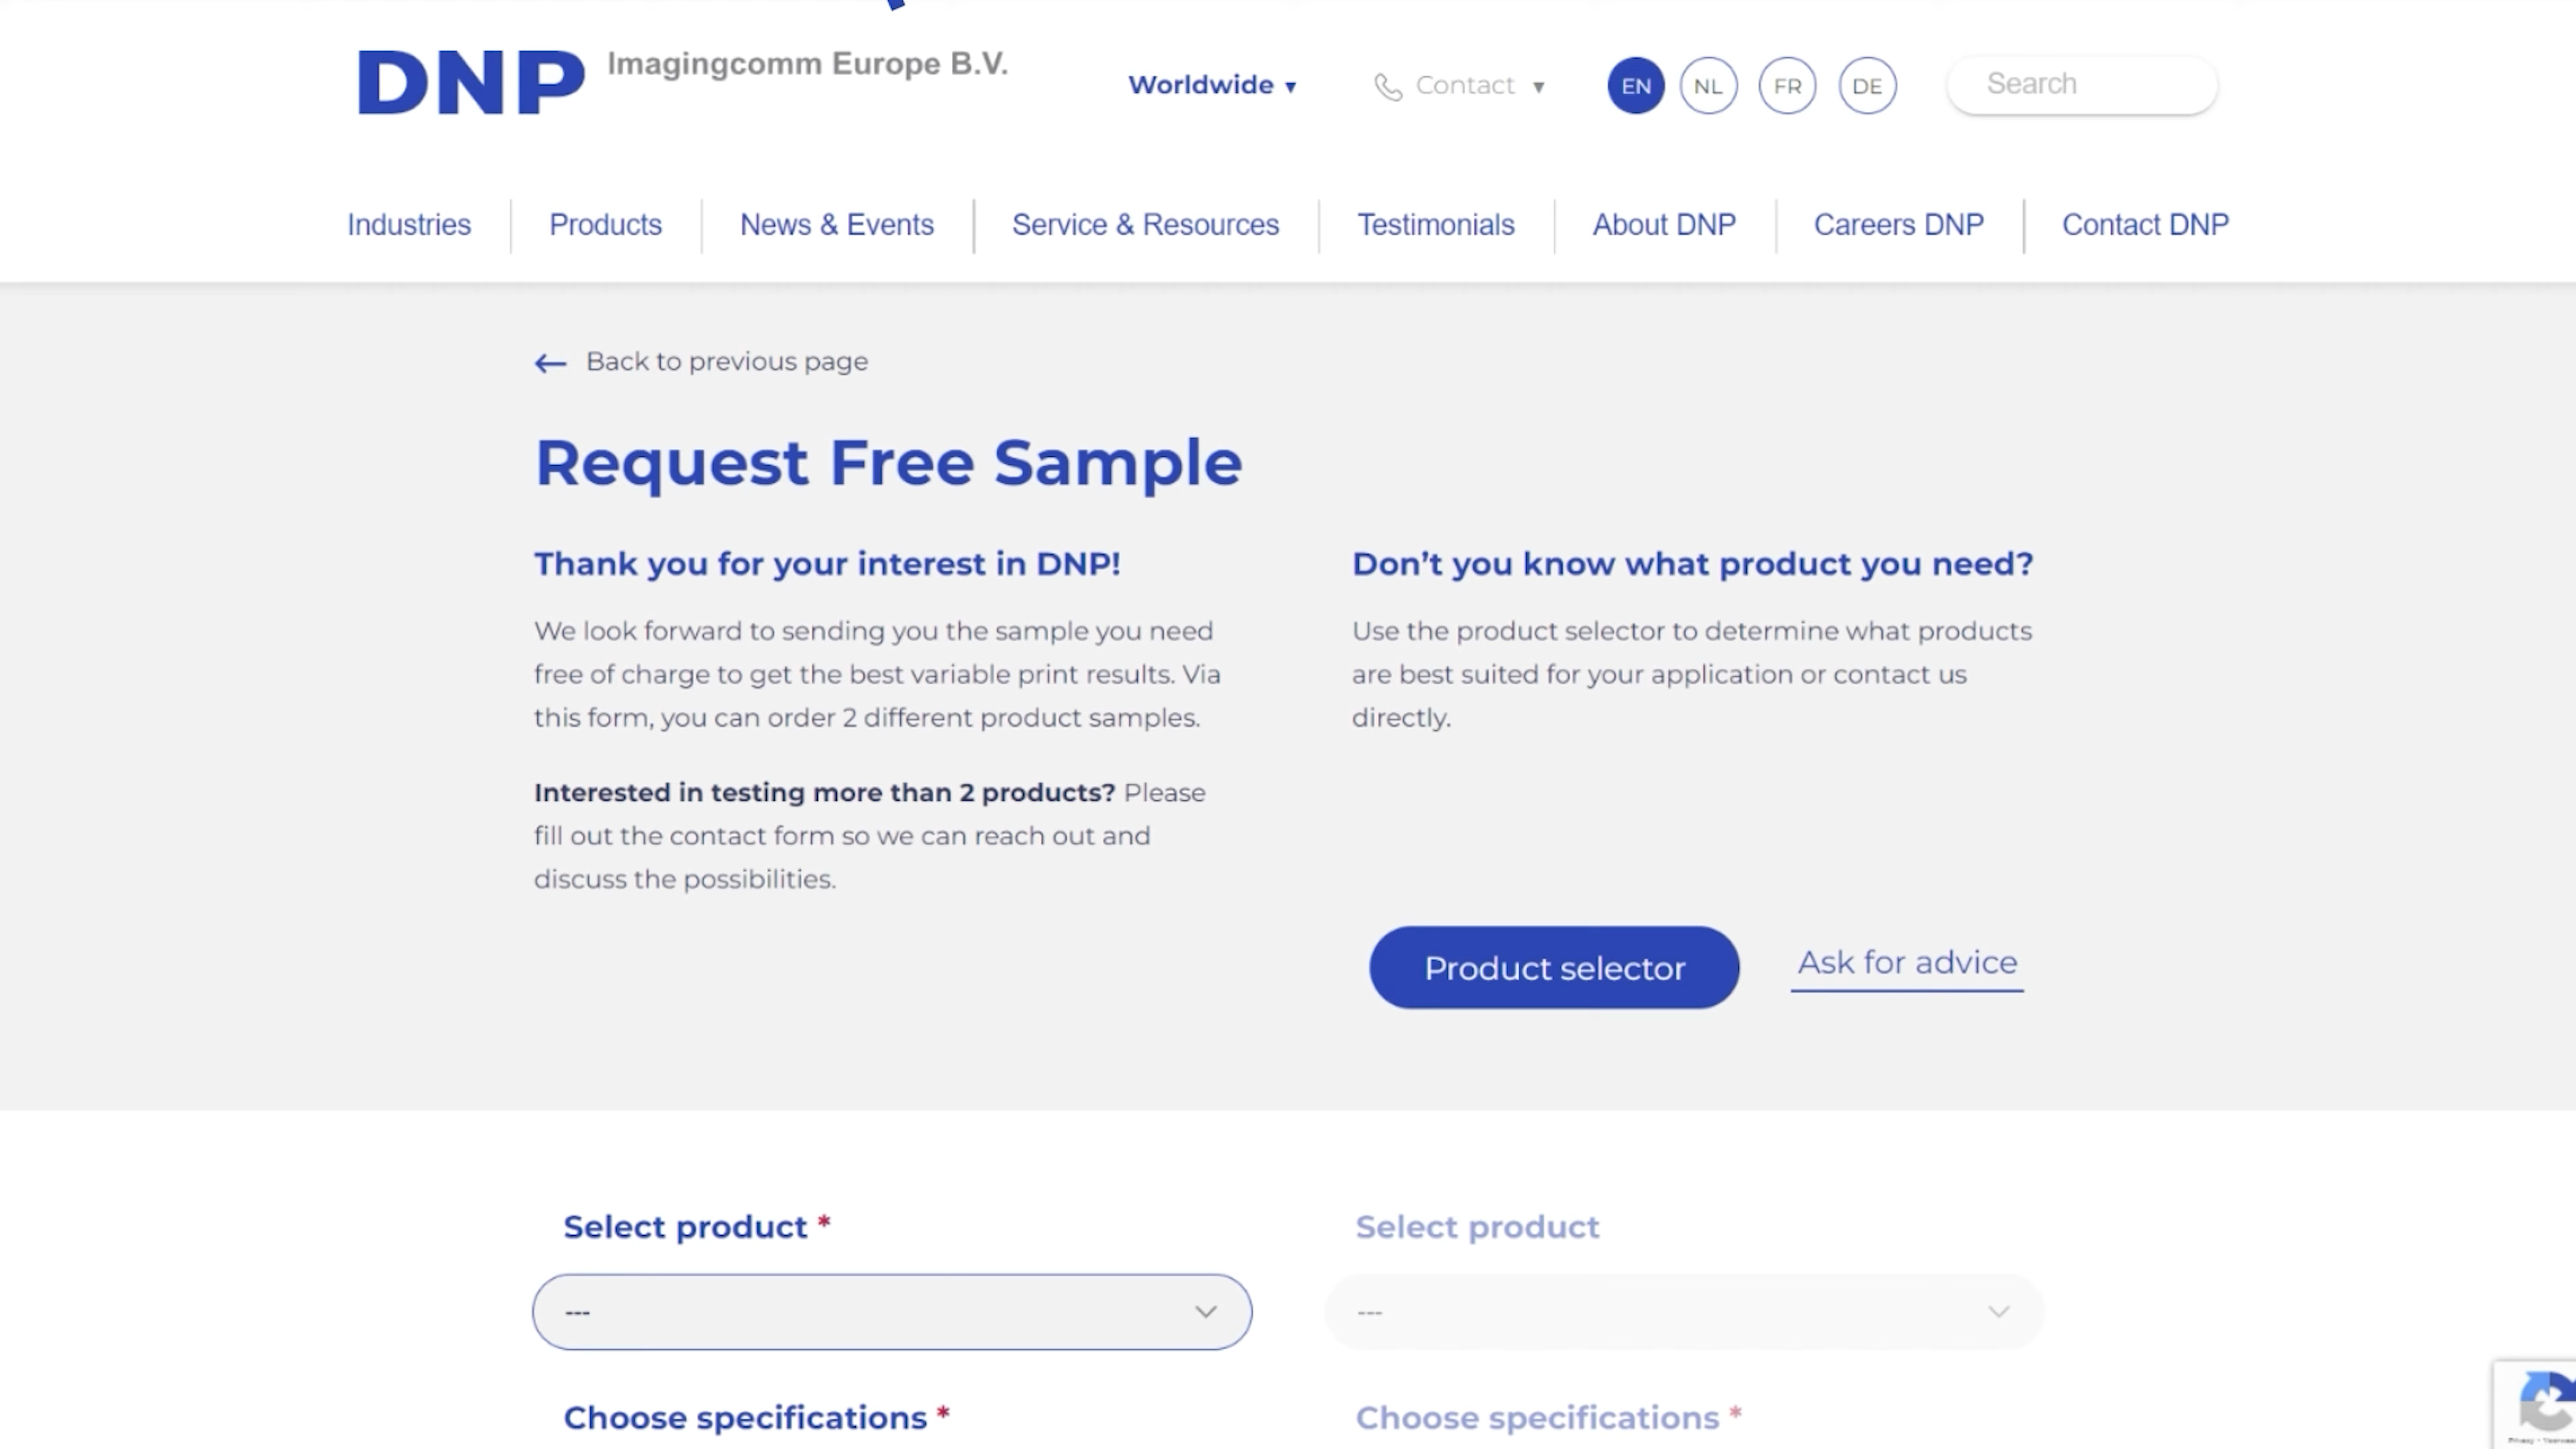 DNP Imagingcomm Europe B.V.
Worldwide ▼
Contact ▼
EN NL FR DE
Search
Industries
Products
News & Events
Service & Resources
Testimonials
About DNP
Careers DNP
Contact DNP
Back to previous page
Request Free Sample
Thank you for your interest in DNP!
We look forward to sending you the sample you need
free of charge to get the best variable print results. Via
this form, you can order 2 different product samples.
Interested in testing more than 2 products? Please
fill out the contact form so we can reach out and
discuss the possibilities.
Don’t you know what product you need?
Use the product selector to determine what products
are best suited for your application or contact us
directly.
Product selector
Ask for advice
Select product *
---
Choose specifications *
Select product
---
Choose specifications *